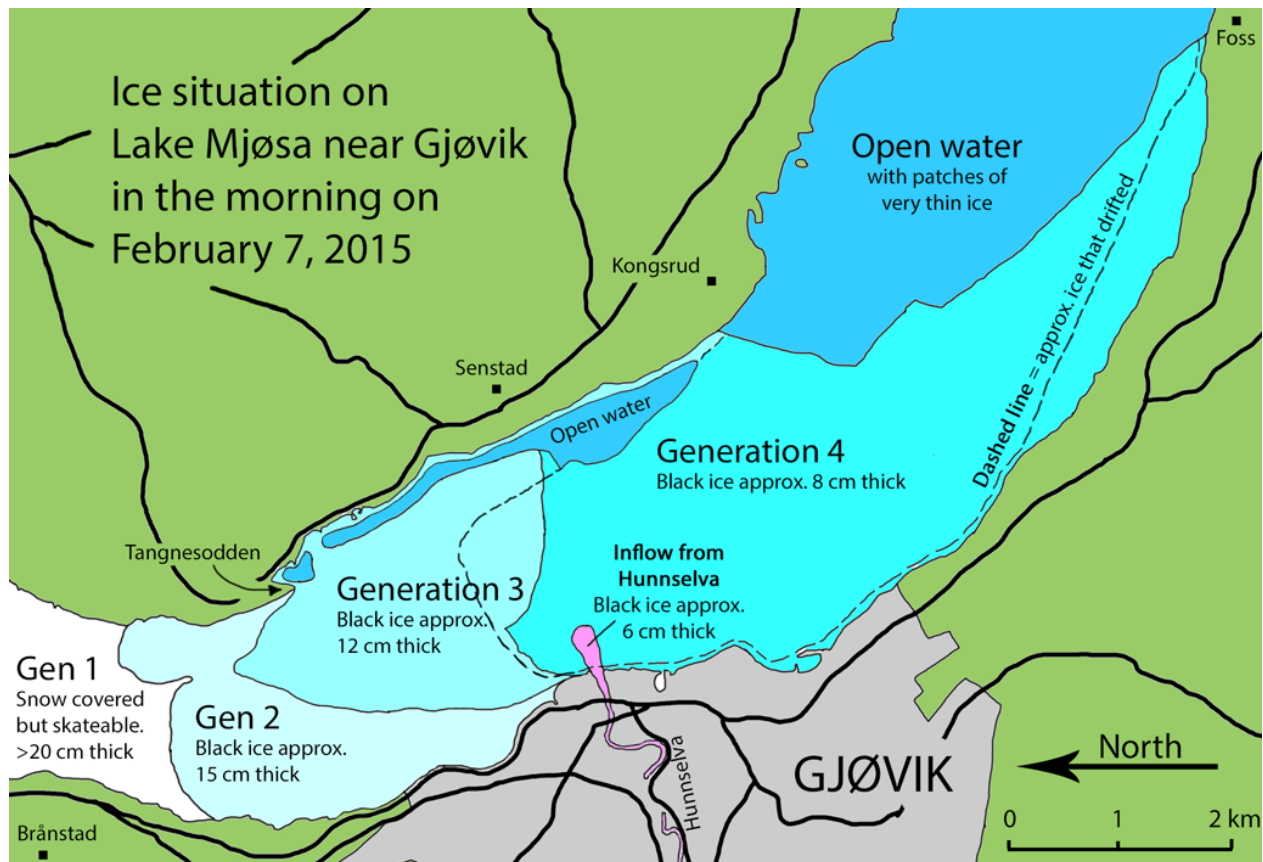 Ice situation on
Lake Mjøsa near Gjøvik
in the morning on
February 7, 2015
Foss
Open water
with patches of
very thin ice
Kongsrud
Dashed line = approx. ice that drifted
Senstad
Open water
Generation 4
Black ice approx. 8 cm thick
Tangnesodden
Inflow from
Hunnselva
Black ice approx.
6 cm thick
Generation 3
Black ice approx.
12 cm thick
Gen 1
Snow covered
but skateable.
>20 cm thick
Gen 2
Black ice approx.
15 cm thick
Hunnselva
GJØVIK
North
0 1 2 km
Brånstad